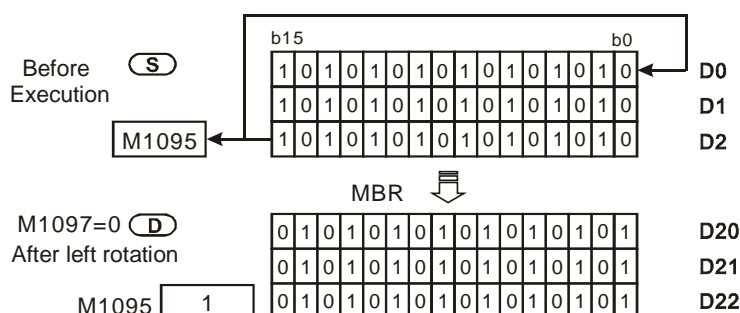 b15 b0
Before Execution S 1 0 1 0 1 0 1 0 1 0 1 0 1 0 1 0 D0
1 0 1 0 1 0 1 0 1 0 1 0 1 0 1 0 D1
M1095 1 0 1 0 1 0 1 0 1 0 1 0 1 0 1 0 D2
MBR
M1097=0 D
After left rotation 0 1 0 1 0 1 0 1 0 1 0 1 0 1 0 1 D20
0 1 0 1 0 1 0 1 0 1 0 1 0 1 0 1 D21
M1095 1 0 1 0 1 0 1 0 1 0 1 0 1 0 1 0 1 D22